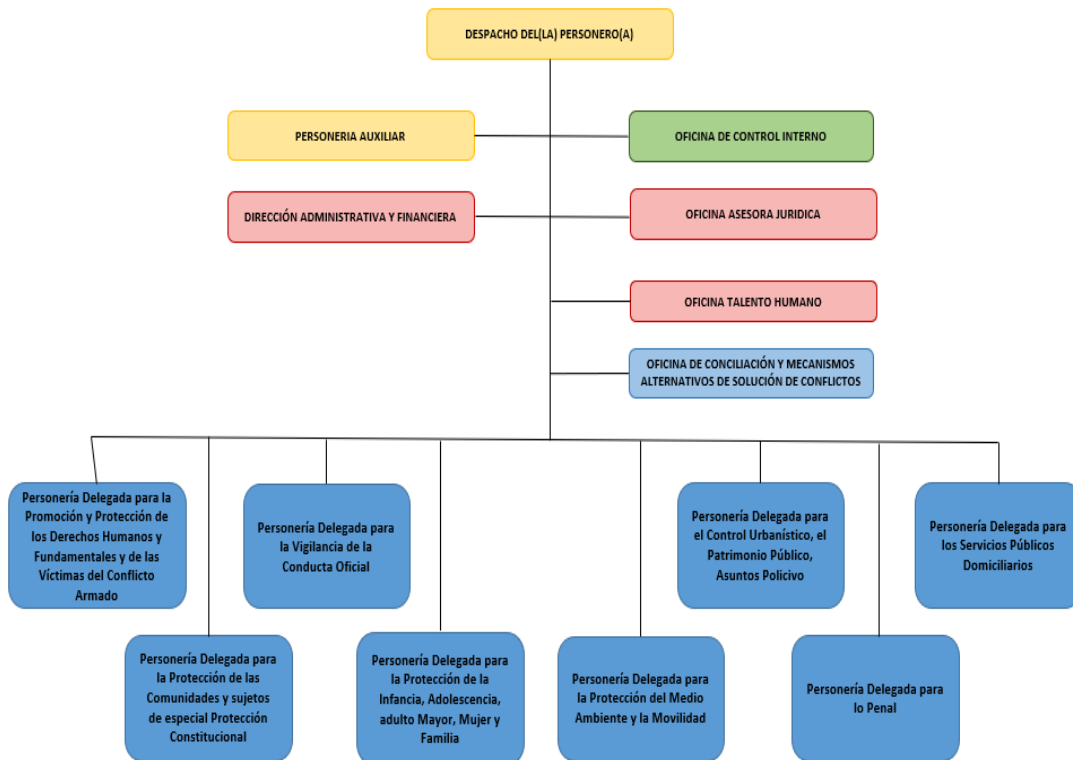 DESPACHO DEL(LA) PERSONERO(A)
PERSONERIA AUXILIAR
OFICINA DE CONTROL INTERNO
DIRECCIÓN ADMINISTRATIVA Y FINANCIERA
OFICINA ASESORA JURIDICA
OFICINA TALENTO HUMANO
OFICINA DE CONCILIACIÓN Y MECANISMOS
ALTERNATIVOS DE SOLUCIÓN DE CONFLICTOS
Personería Delegada para la
Promoción y Protección de
los Derechos Humanos y
Fundamentales y de las
Víctimas del Conflicto
Armado
Personería Delegada para
la Vigilancia de la
Conducta Oficial
Personería Delegada para
el Control Urbanístico, el
Patrimonio Público,
Asuntos Policivo
Personería Delegada para
los Servicios Públicos
Domiciliarios
Personería Delegada para
la Protección de las
Comunidades y sujetos
de especial Protección
Constitucional
Personería Delegada para
la Protección de la
Infancia, Adolescencia,
adulto Mayor, Mujer y
Familia
Personería Delegada para
la Protección del Medio
Ambiente y la Movilidad
Personería Delegada para
lo Penal